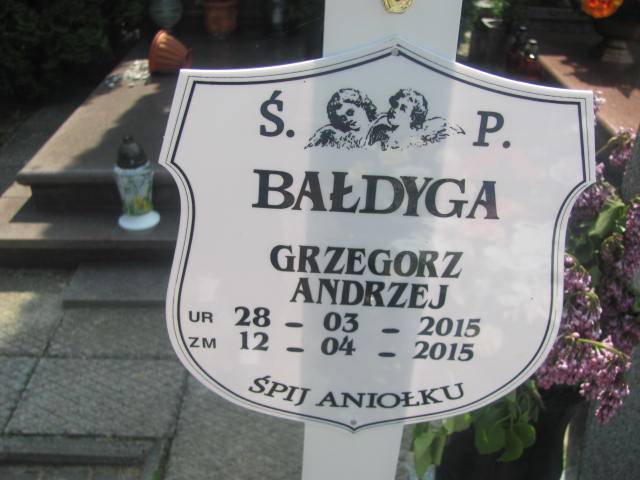 Ś. P.
BAŁDYGA
GRZEGORZ
ANDRZEJ
UR 28 - 03 - 2015
ZM 12 - 04 - 2015
ŚPIJ ANIOŁKU